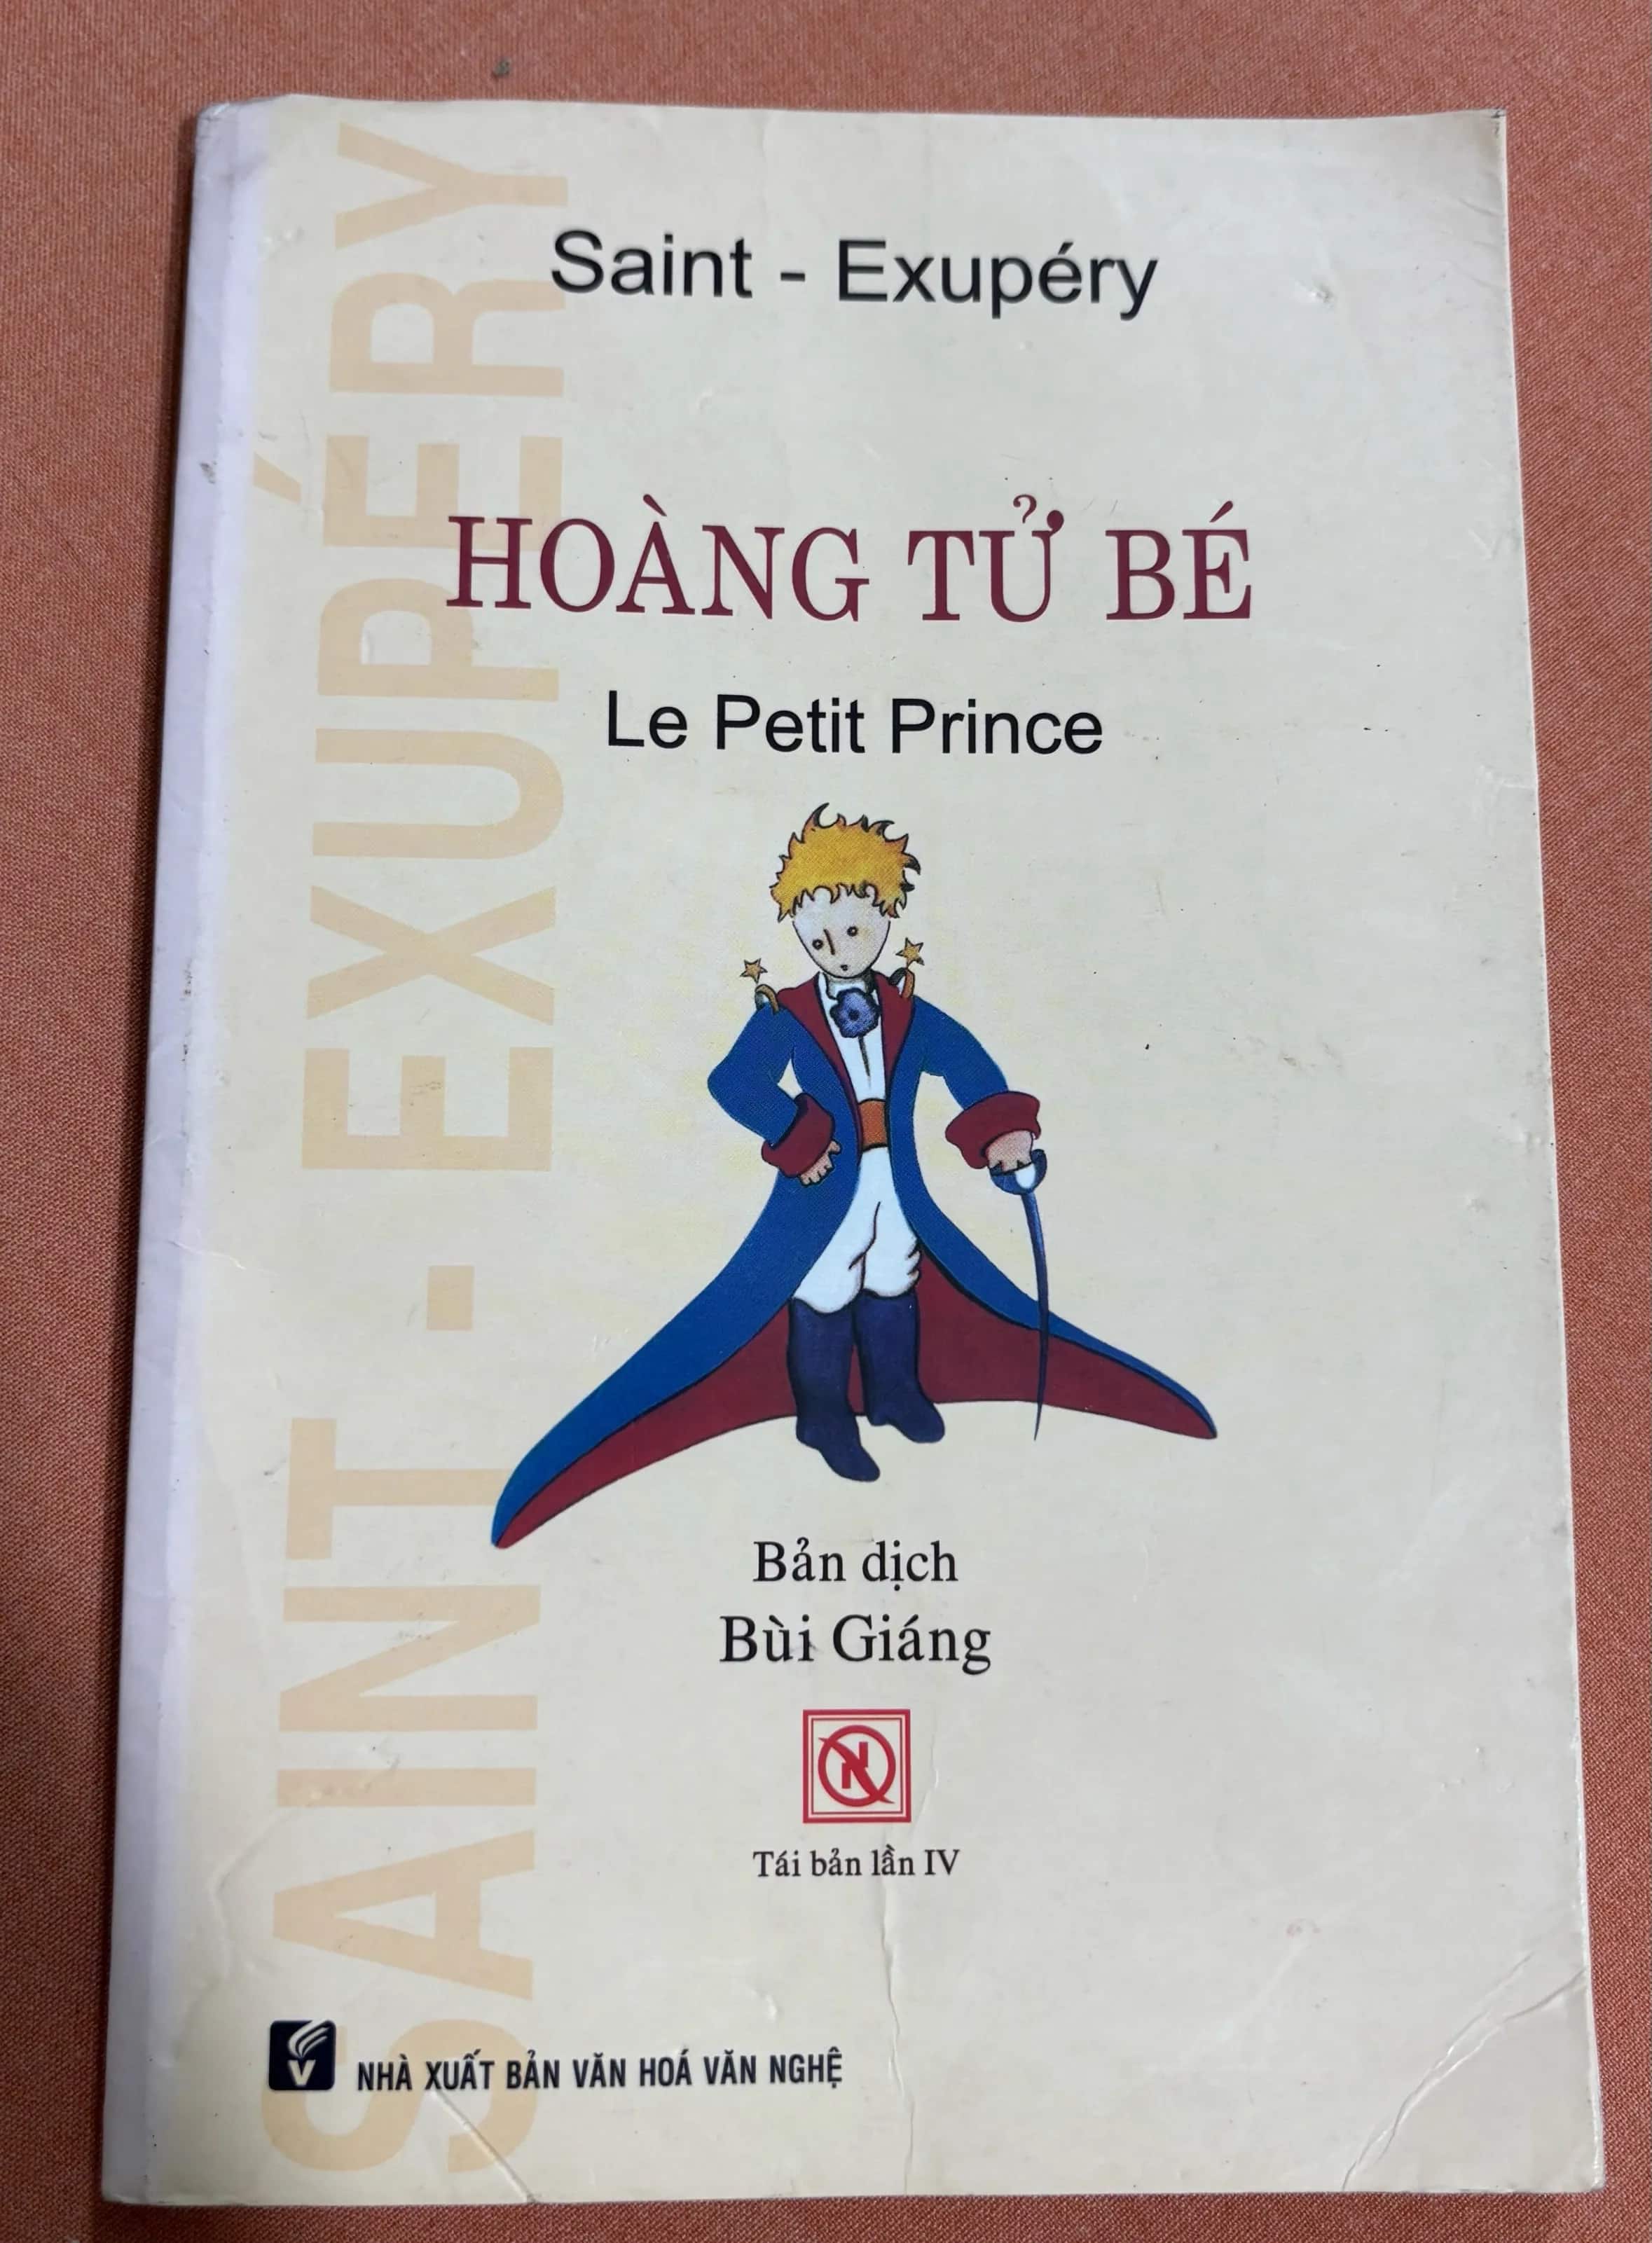 SAINT - EXUPÉRY
Saint - Exupéry
HOÀNG TỬ BÉ
Le Petit Prince
Bản dịch
Bùi Giáng
N
Tái bản lần IV
V
NHÀ XUẤT BẢN VĂN HOÁ VĂN NGHỆ